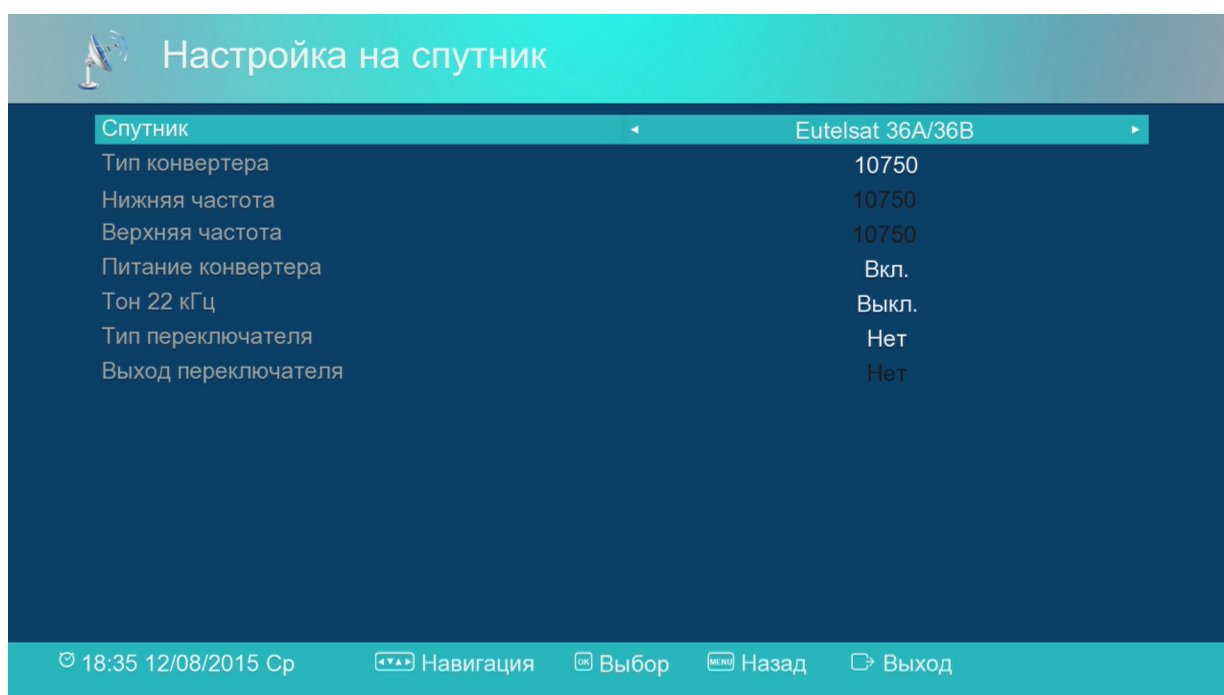 Настройка на спутник
Спутник Eutelsat 36A/36B
Тип конвертера 10750
Нижняя частота 10750
Верхняя частота 10750
Питание конвертера Вкл.
Тон 22 кГц Выкл.
Тип переключателя Нет
Выход переключателя Нет
18:35 12/08/2015 Ср Навигация OK Выбор MENU Назад Выход